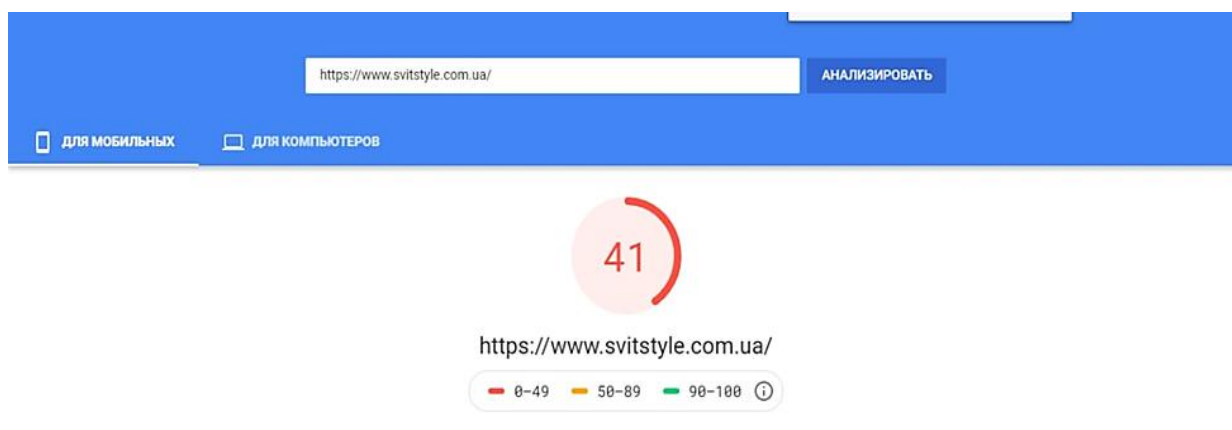 https://www.svitstyle.com.ua/
АНАЛИЗИРОВАТЬ
ДЛЯ МОБИЛЬНЫХ
ДЛЯ КОМПЬЮТЕРОВ
41
https://www.svitstyle.com.ua/
0–49 50–89 90–100